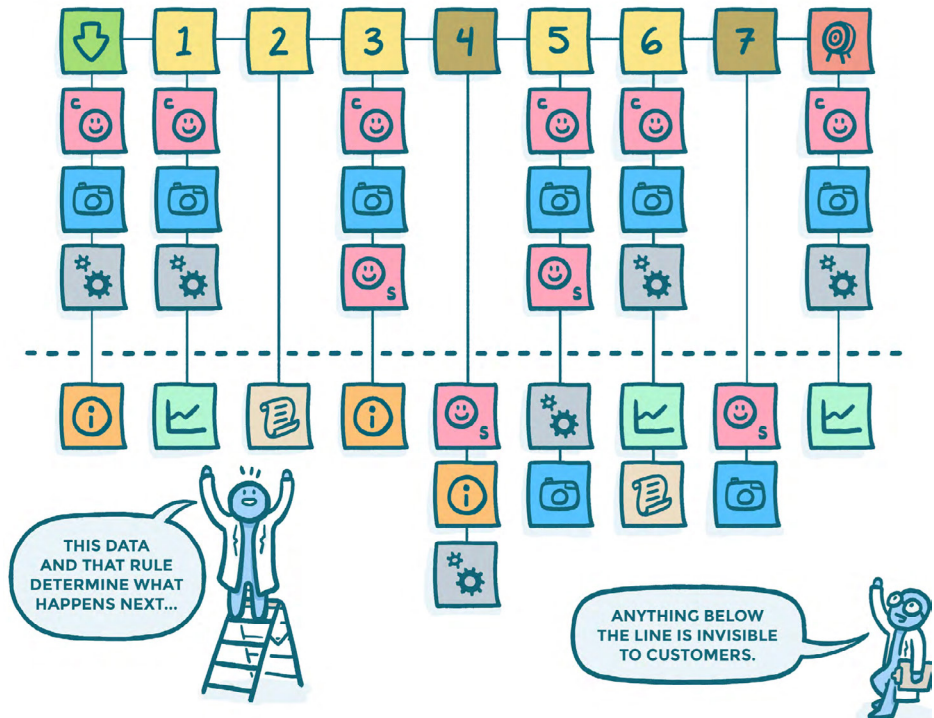 1 2 3 4 5 6 7
C C C C C C
S S
S S
THIS DATA
AND THAT RULE
DETERMINE WHAT
HAPPENS NEXT...
ANYTHING BELOW
THE LINE IS INVISIBLE
TO CUSTOMERS.